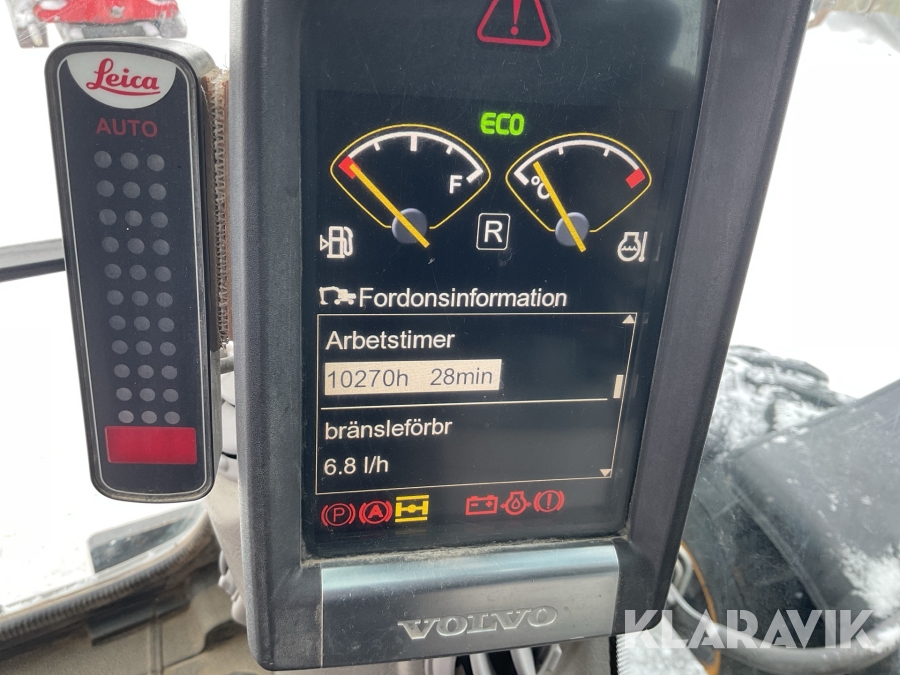 Leica
AUTO
ECO
F
°C
R
Fordonsinformation
Arbetstimer
10270h 28min
bränsleförbr
6.8 l/h
P A
VOLVO
KLARAVIK